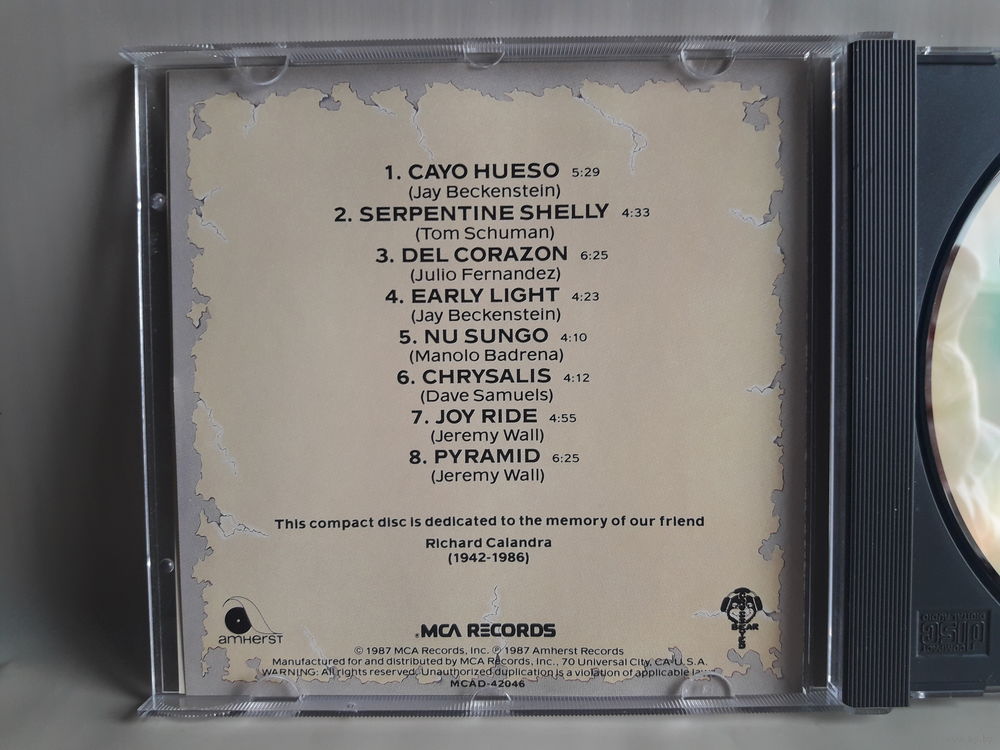 1. CAYO HUESO 5:29
(Jay Beckenstein)
2. SERPENTINE SHELLY 4:33
(Tom Schuman)
3. DEL CORAZON 6:25
(Julio Fernandez)
4. EARLY LIGHT 4:23
(Jay Beckenstein)
5. NU SUNGO 4:10
(Manolo Badrena)
6. CHRYSALIS 4:12
(Dave Samuels)
7. JOY RIDE 4:55
(Jeremy Wall)
8. PYRAMID 6:25
(Jeremy Wall)
This compact disc is dedicated to the memory of our friend
Richard Calandra
(1942-1986)
amHERST
MCA RECORDS
© 1987 MCA Records, Inc. ℗ 1987 Amherst Records
Manufactured for and distributed by MCA Records, Inc., 70 Universal City, CA U.S.A.
WARNING: All rights reserved. Unauthorized duplication is a violation of applicable
MCAD-42046
disc